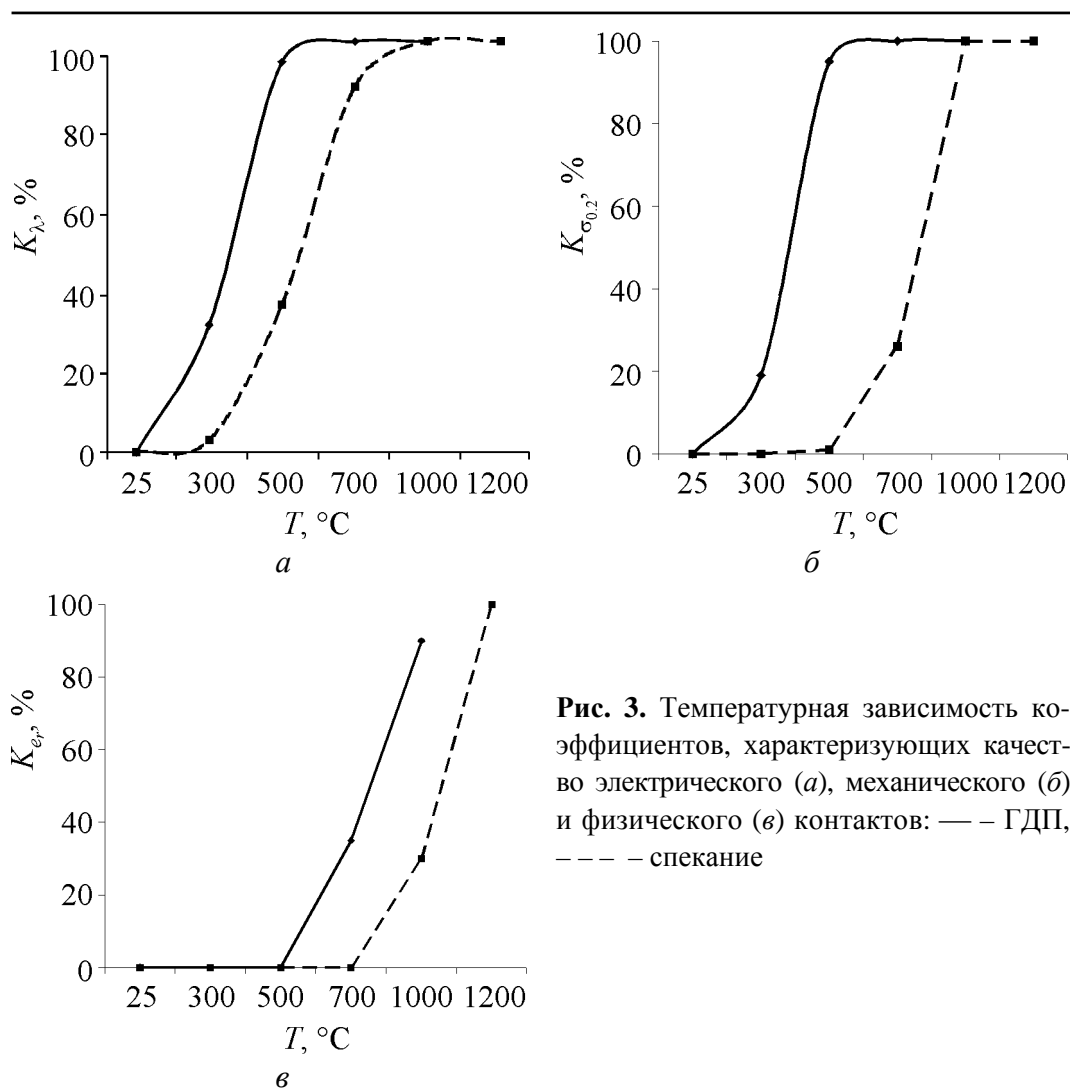 100
80
60
40
20
0
K_λ, %
25 300 500 700 1000 1200
T, °C
а
100
80
60
40
20
0
K_σ0.2, %
25 300 500 700 1000 1200
T, °C
б
100
80
60
40
20
0
K_er, %
25 300 500 700 1000 1200
T, °C
в
Рис. 3. Температурная зависимость ко-
эффициентов, характеризующих качест-
во электрического (а), механического (б)
и физического (в) контактов: — – ГДП,
– – – – спекание